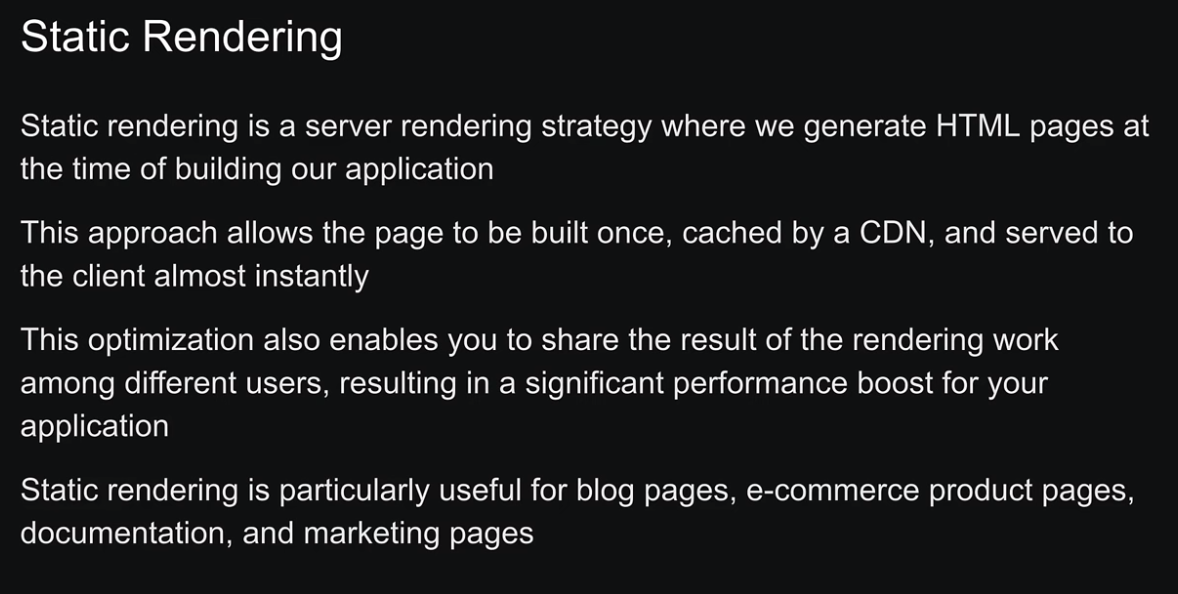 Static Rendering
Static rendering is a server rendering strategy where we generate HTML pages at
the time of building our application
This approach allows the page to be built once, cached by a CDN, and served to
the client almost instantly
This optimization also enables you to share the result of the rendering work
among different users, resulting in a significant performance boost for your
application
Static rendering is particularly useful for blog pages, e-commerce product pages,
documentation, and marketing pages